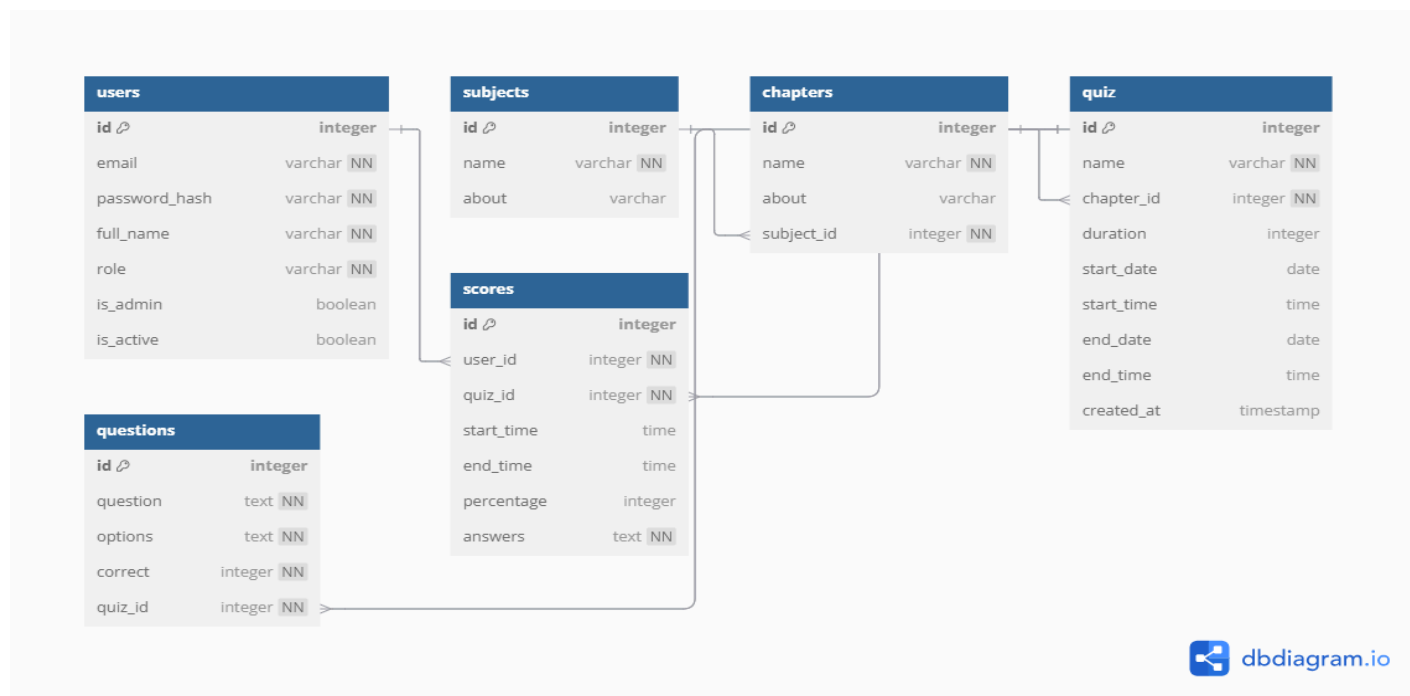 users
id integer
email varchar NN
password_hash varchar NN
full_name varchar NN
role varchar NN
is_admin boolean
is_active boolean
subjects
id integer
name varchar NN
about varchar
chapters
id integer
name varchar NN
about varchar
subject_id integer NN
quiz
id integer
name varchar NN
chapter_id integer NN
duration integer
start_date date
start_time time
end_date date
end_time time
created_at timestamp
scores
id integer
user_id integer NN
quiz_id integer NN
start_time time
end_time time
percentage integer
answers text NN
questions
id integer
question text NN
options text NN
correct integer NN
quiz_id integer NN
dbdiagram.io